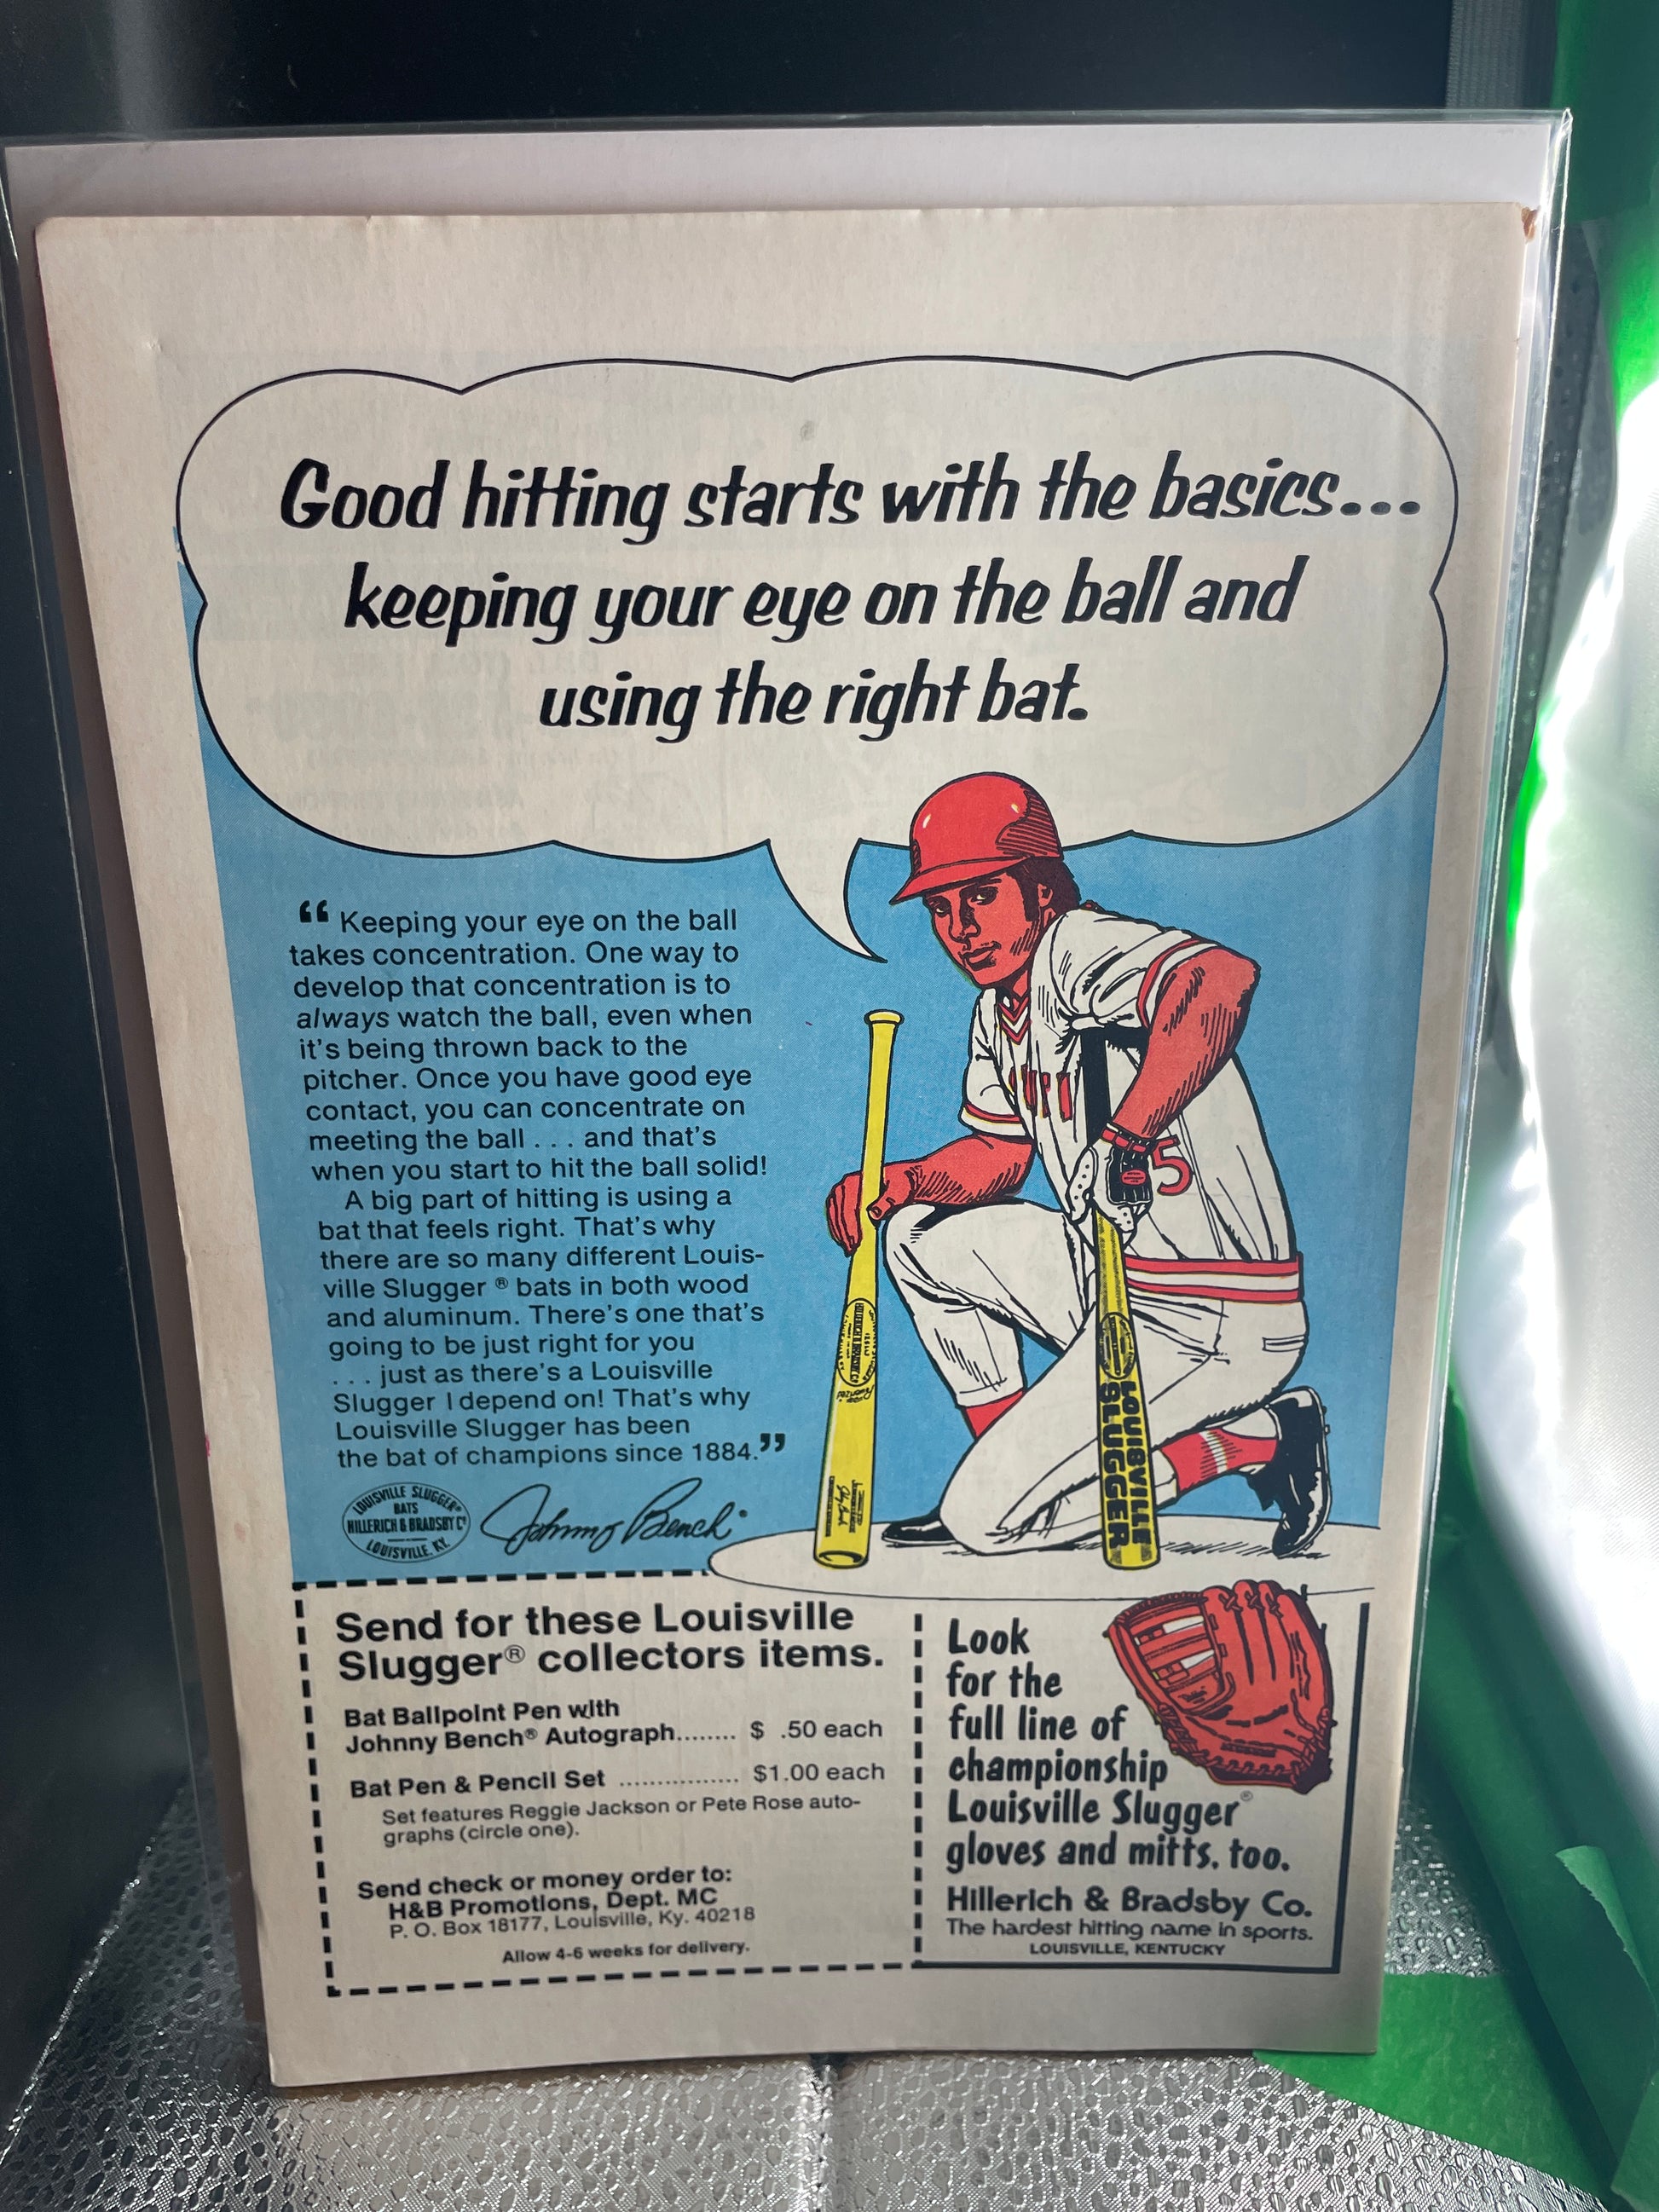 Good hitting starts with the basics...
keeping your eye on the ball and
using the right bat.
“ Keeping your eye on the ball
takes concentration. One way to
develop that concentration is to
always watch the ball, even when
it's being thrown back to the
pitcher. Once you have good eye
contact, you can concentrate on
meeting the ball . . . and that's
when you start to hit the ball solid!
A big part of hitting is using a
bat that feels right. That's why
there are so many different Louis-
ville Slugger ® bats in both wood
and aluminum. There's one that's
going to be just right for you
. . . just as there's a Louisville
Slugger I depend on! That's why
Louisville Slugger has been
the bat of champions since 1884.”
5
LOUISVILLE
SLUGGER
LOUISVILLE SLUGGER®
BATS
HILLERICH & BRADSBY Cº
LOUISVILLE, KY.
Johnny Bench
Send for these Louisville
Slugger® collectors items.
Bat Ballpoint Pen with
Johnny Bench® Autograph........ $ .50 each
Bat Pen & Pencil Set ................ $1.00 each
Set features Reggie Jackson or Pete Rose auto-
graphs (circle one).
Send check or money order to:
H&B Promotions, Dept. MC
P. O. Box 18177, Louisville, Ky. 40218
Allow 4-6 weeks for delivery.
Look
for the
full line of
championship
Louisville Slugger®
gloves and mitts, too.
Hillerich & Bradsby Co.
The hardest hitting name in sports.
LOUISVILLE, KENTUCKY